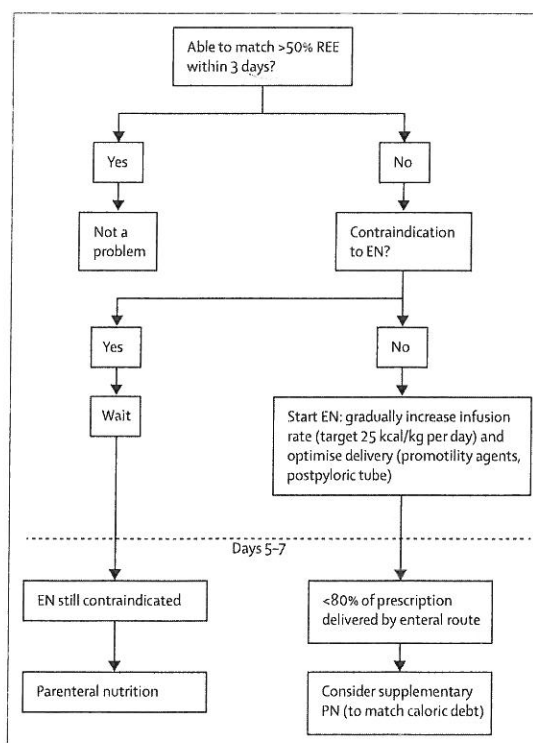 Able to match >50% REE
within 3 days?
Yes
No
Not a
problem
Contraindication
to EN?
Yes
No
Wait
Start EN: gradually increase infusion
rate (target 25 kcal/kg per day) and
optimise delivery (promotility agents,
postpyloric tube)
Days 5–7
EN still contraindicated
<80% of prescription
delivered by enteral route
Parenteral nutrition
Consider supplementary
PN (to match caloric debt)